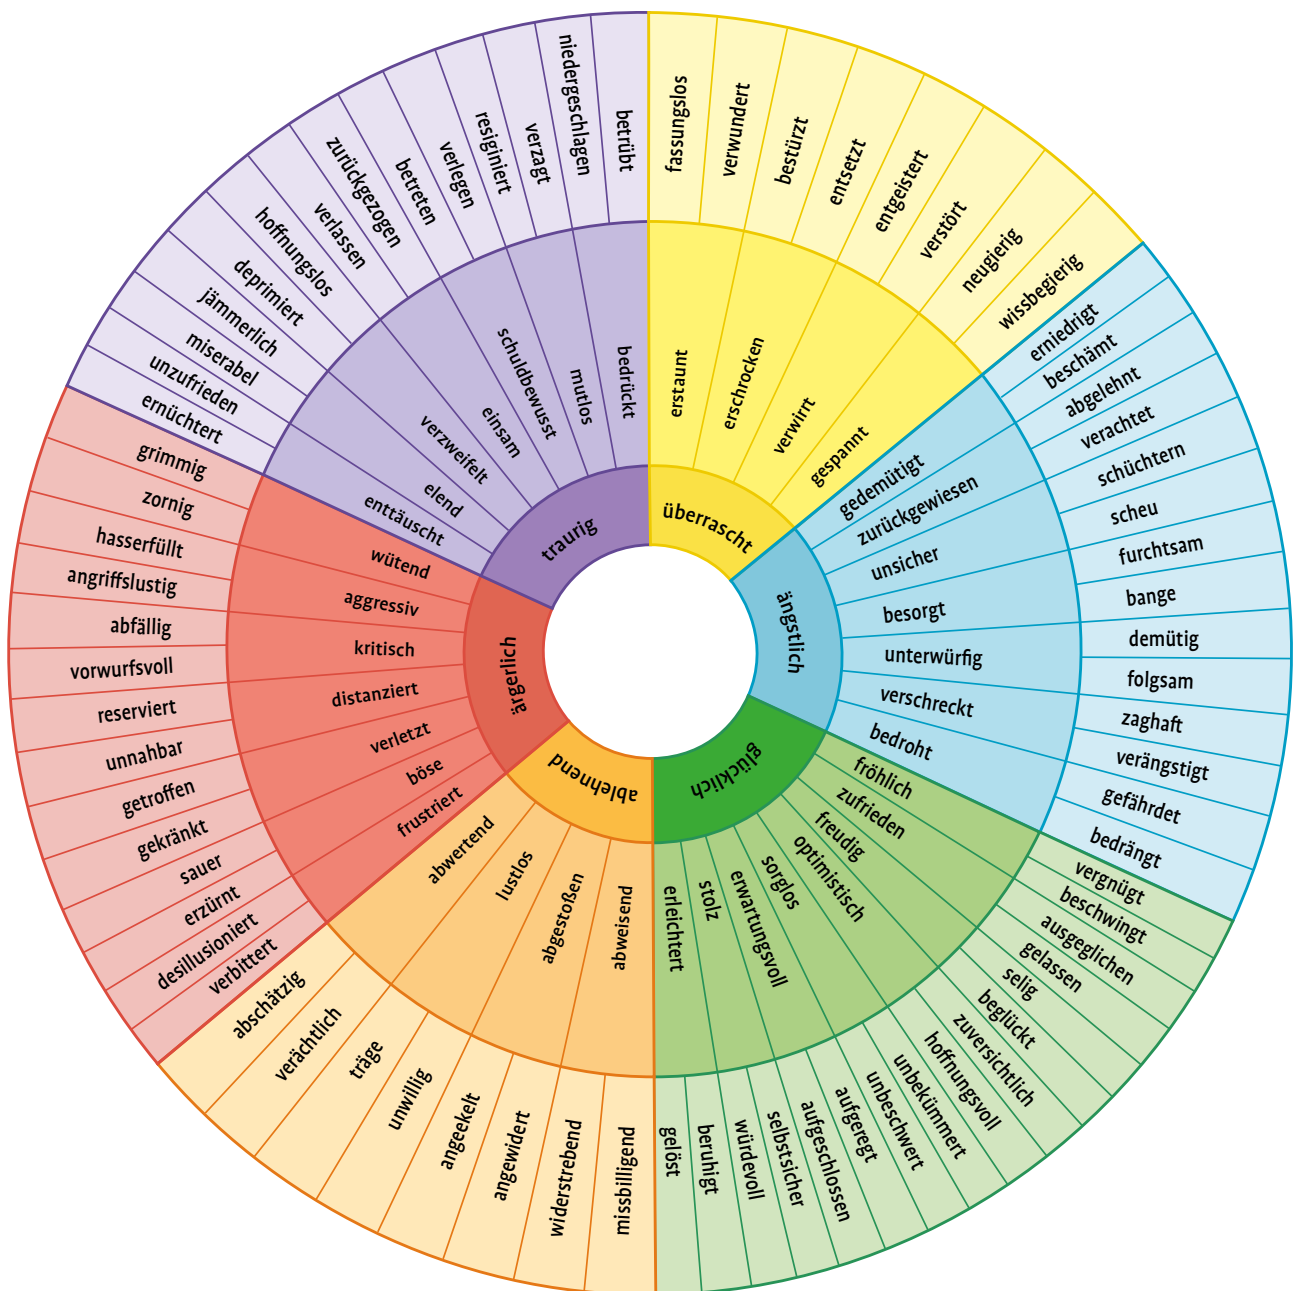 überrascht
erstaunt
erschrocken
verwirrt
gespannt
fassungslos
verwundert
bestürzt
entsetzt
entgeistert
verstört
neugierig
wissbegierig
ängstlich
gedemütigt
zurückgewiesen
unsicher
besorgt
unterwürfig
verschreckt
bedroht
erniedrigt
beschämt
abgelehnt
verachtet
schüchtern
scheu
furchtsam
bange
demütig
folgsam
zaghaft
verängstigt
gefährdet
bedrängt
glücklich
fröhlich
zufrieden
freudig
optimistisch
sorglos
erwartungsvoll
stolz
erleichtert
vergnügt
beschwingt
ausgeglichen
gelassen
selig
beglückt
zuversichtlich
hoffnungsvoll
unbekümmert
unbeschwert
aufgeregt
aufgeschlossen
selbstsicher
würdevoll
beruhigt
gelöst
ablehnend
abweisend
abgestoßen
lustlos
abwertend
missbilligend
widerstrebend
angewidert
angeekelt
unwillig
träge
verächtlich
abschätzig
ärgerlich
frustriert
böse
verletzt
distanziert
kritisch
aggressiv
wütend
verbittert
desillusioniert
erzürnt
sauer
gekränkt
getroffen
unnahbar
reserviert
vorwurfsvoll
abfällig
angriffslustig
hasserfüllt
zornig
grimmig
traurig
enttäuscht
elend
verzweifelt
einsam
schuldbewusst
mutlos
bedrückt
ernüchtert
unzufrieden
miserabel
jämmerlich
deprimiert
hoffnungslos
verlassen
zurückgezogen
betreten
verlegen
resiginiert
verzagt
niedergeschlagen
betrübt